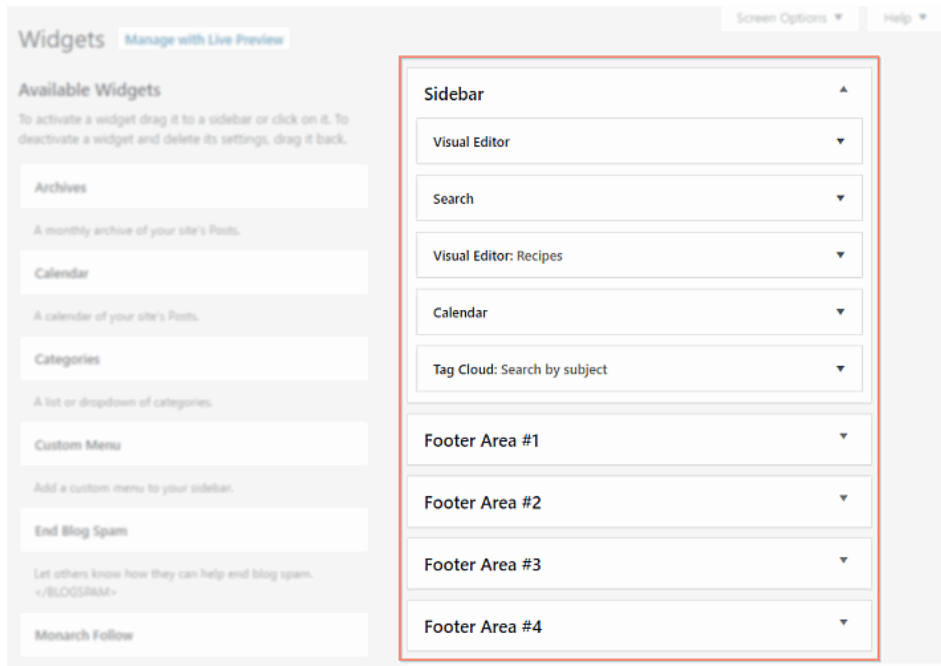 Screen Options
Help
Widgets
Manage with Live Preview
Available Widgets
To activate a widget drag it to a sidebar or click on it. To
deactivate a widget and delete its settings, drag it back.
Archives
A monthly archive of your site's Posts.
Calendar
A calendar of your site's Posts.
Categories
A list or dropdown of categories.
Custom Menu
Add a custom menu to your sidebar.
End Blog Spam
Let others know how they can help end blog spam.
</BLOGSPAM>
Monarch Follow
Sidebar
Visual Editor
Search
Visual Editor: Recipes
Calendar
Tag Cloud: Search by subject
Footer Area #1
Footer Area #2
Footer Area #3
Footer Area #4